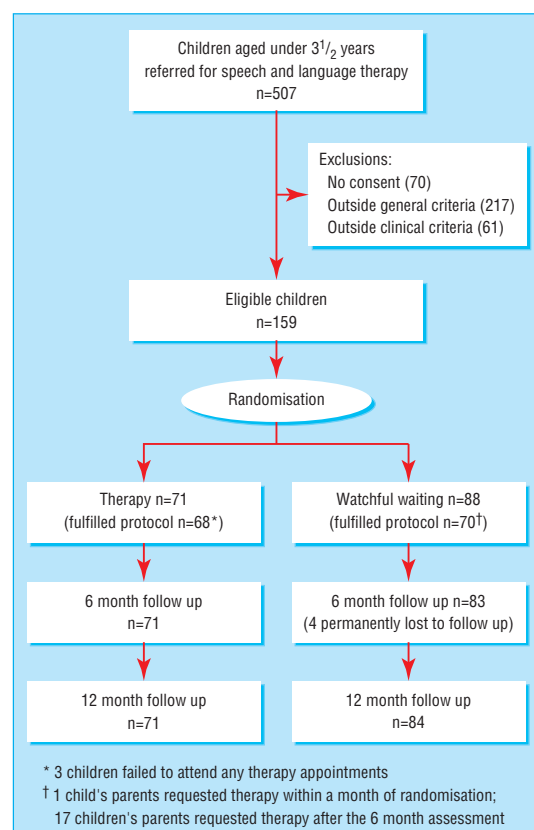 Children aged under 31/2 years
referred for speech and language therapy
n=507
Exclusions:
No consent (70)
Outside general criteria (217)
Outside clinical criteria (61)
Eligible children
n=159
Randomisation
Therapy n=71
(fulfilled protocol n=68*)
Watchful waiting n=88
(fulfilled protocol n=70†)
6 month follow up
n=71
6 month follow up n=83
(4 permanently lost to follow up)
12 month follow up
n=71
12 month follow up
n=84
* 3 children failed to attend any therapy appointments
† 1 child's parents requested therapy within a month of randomisation;
17 children's parents requested therapy after the 6 month assessment